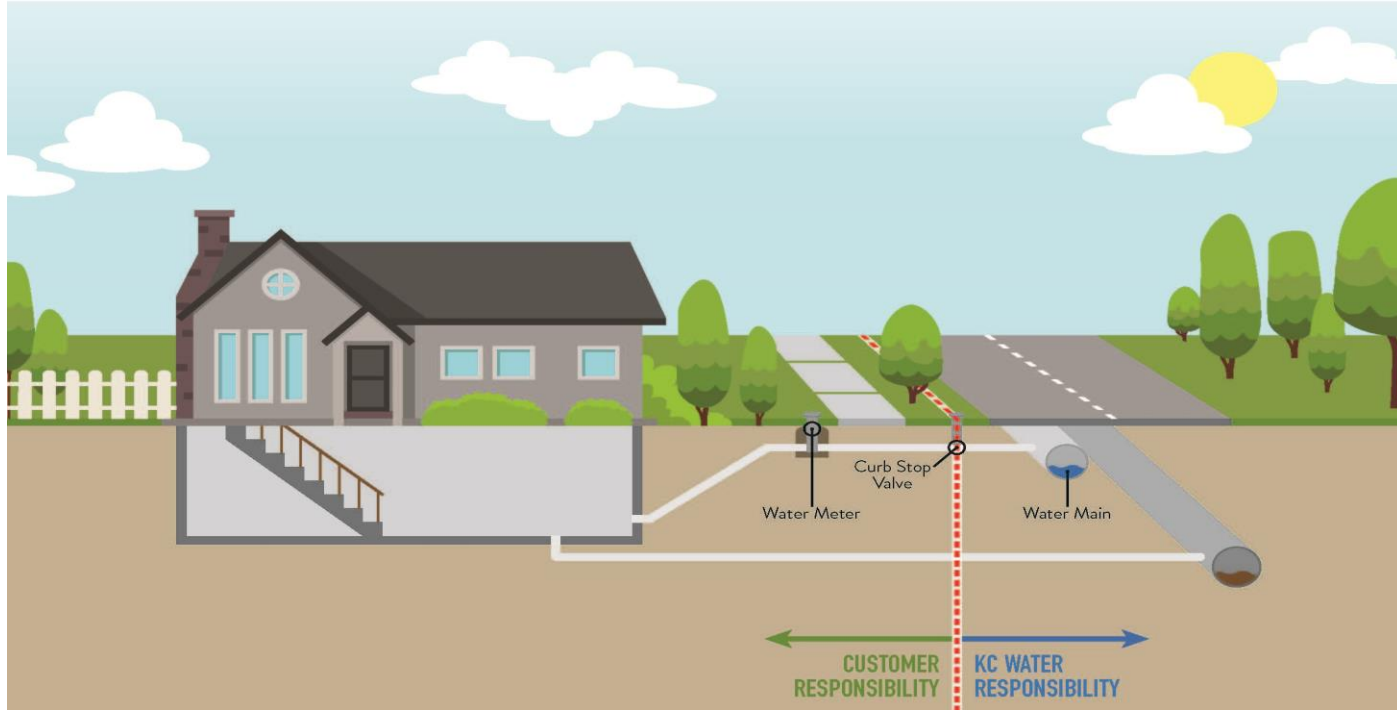 Curb Stop
Valve
Water Meter
Water Main
CUSTOMER
RESPONSIBILITY
KC WATER
RESPONSIBILITY